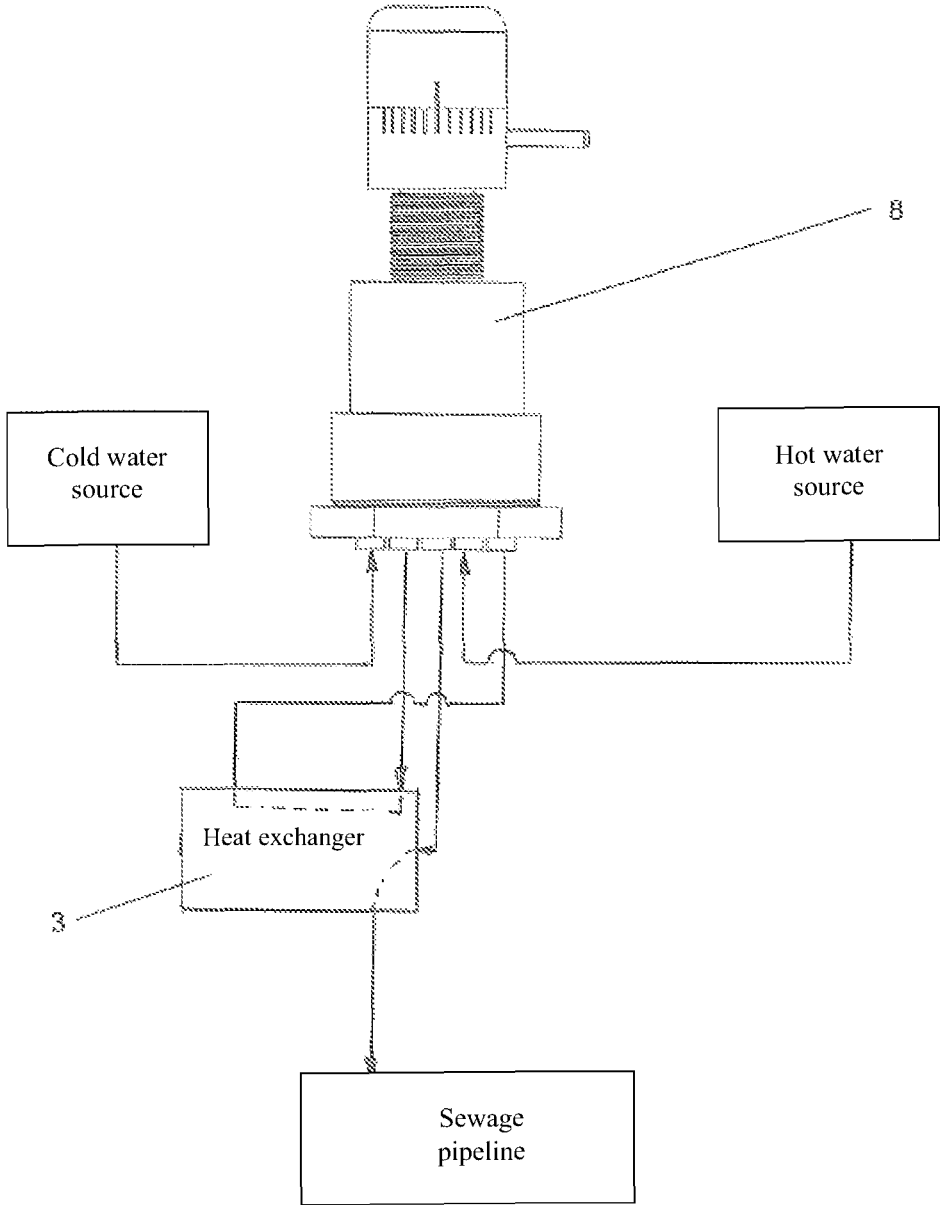 8
Cold water
source
Hot water
source
Heat exchanger
3
Sewage
pipeline